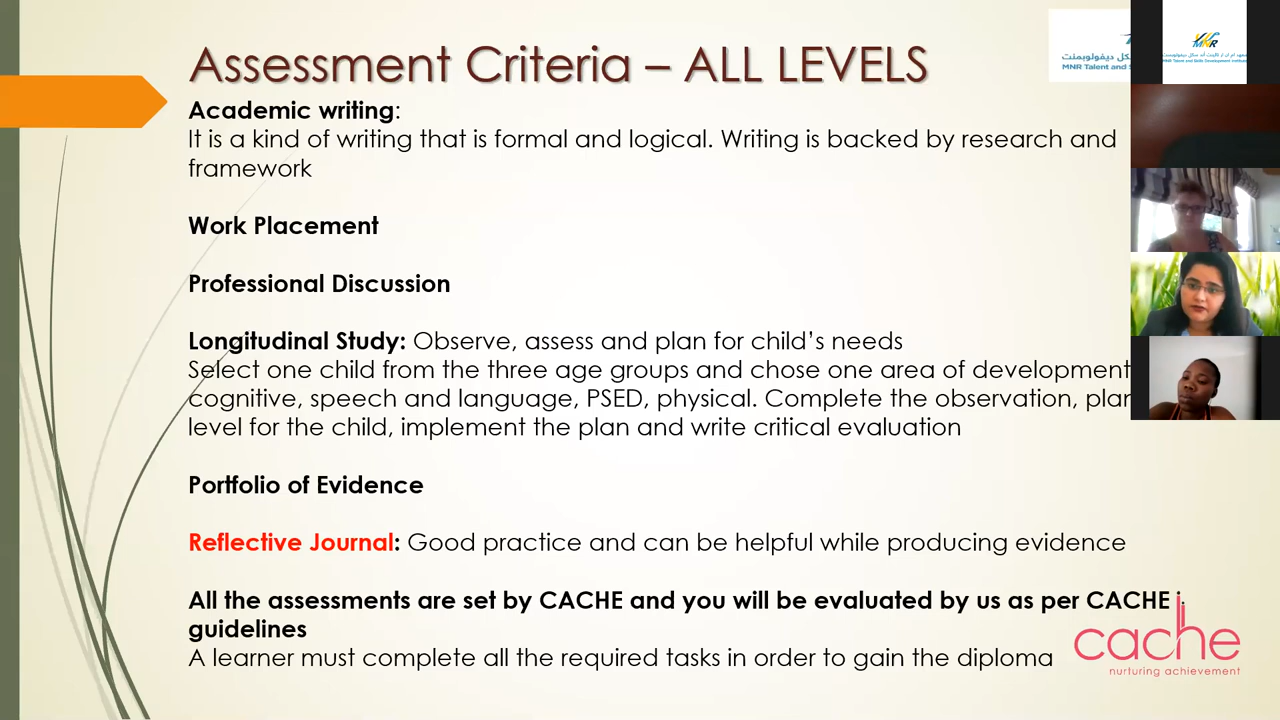 Assessment Criteria – ALL LEVELS
Academic writing:
It is a kind of writing that is formal and logical. Writing is backed by research and
framework
Work Placement
Professional Discussion
Longitudinal Study: Observe, assess and plan for child's needs
Select one child from the three age groups and chose one area of development
cognitive, speech and language, PSED, physical. Complete the observation, plan
level for the child, implement the plan and write critical evaluation
Portfolio of Evidence
Reflective Journal: Good practice and can be helpful while producing evidence
All the assessments are set by CACHE and you will be evaluated by us as per CACHE
guidelines
A learner must complete all the required tasks in order to gain the diploma
cache
nurturing achievement
MNR Talent and
MKR
MNR Talent and Skills Development Institute